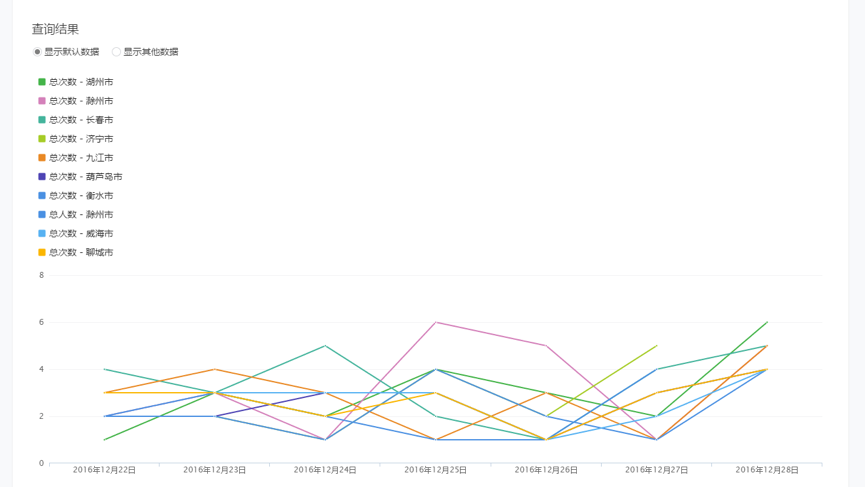 查询结果
显示默认数据 显示其他数据
总次数 - 湖州市
总次数 - 滁州市
总次数 - 长春市
总次数 - 济宁市
总次数 - 九江市
总次数 - 葫芦岛市
总次数 - 衡水市
总人数 - 滁州市
总次数 - 威海市
总次数 - 聊城市
8
6
4
2
0
2016年12月22日 2016年12月23日 2016年12月24日 2016年12月25日 2016年12月26日 2016年12月27日 2016年12月28日